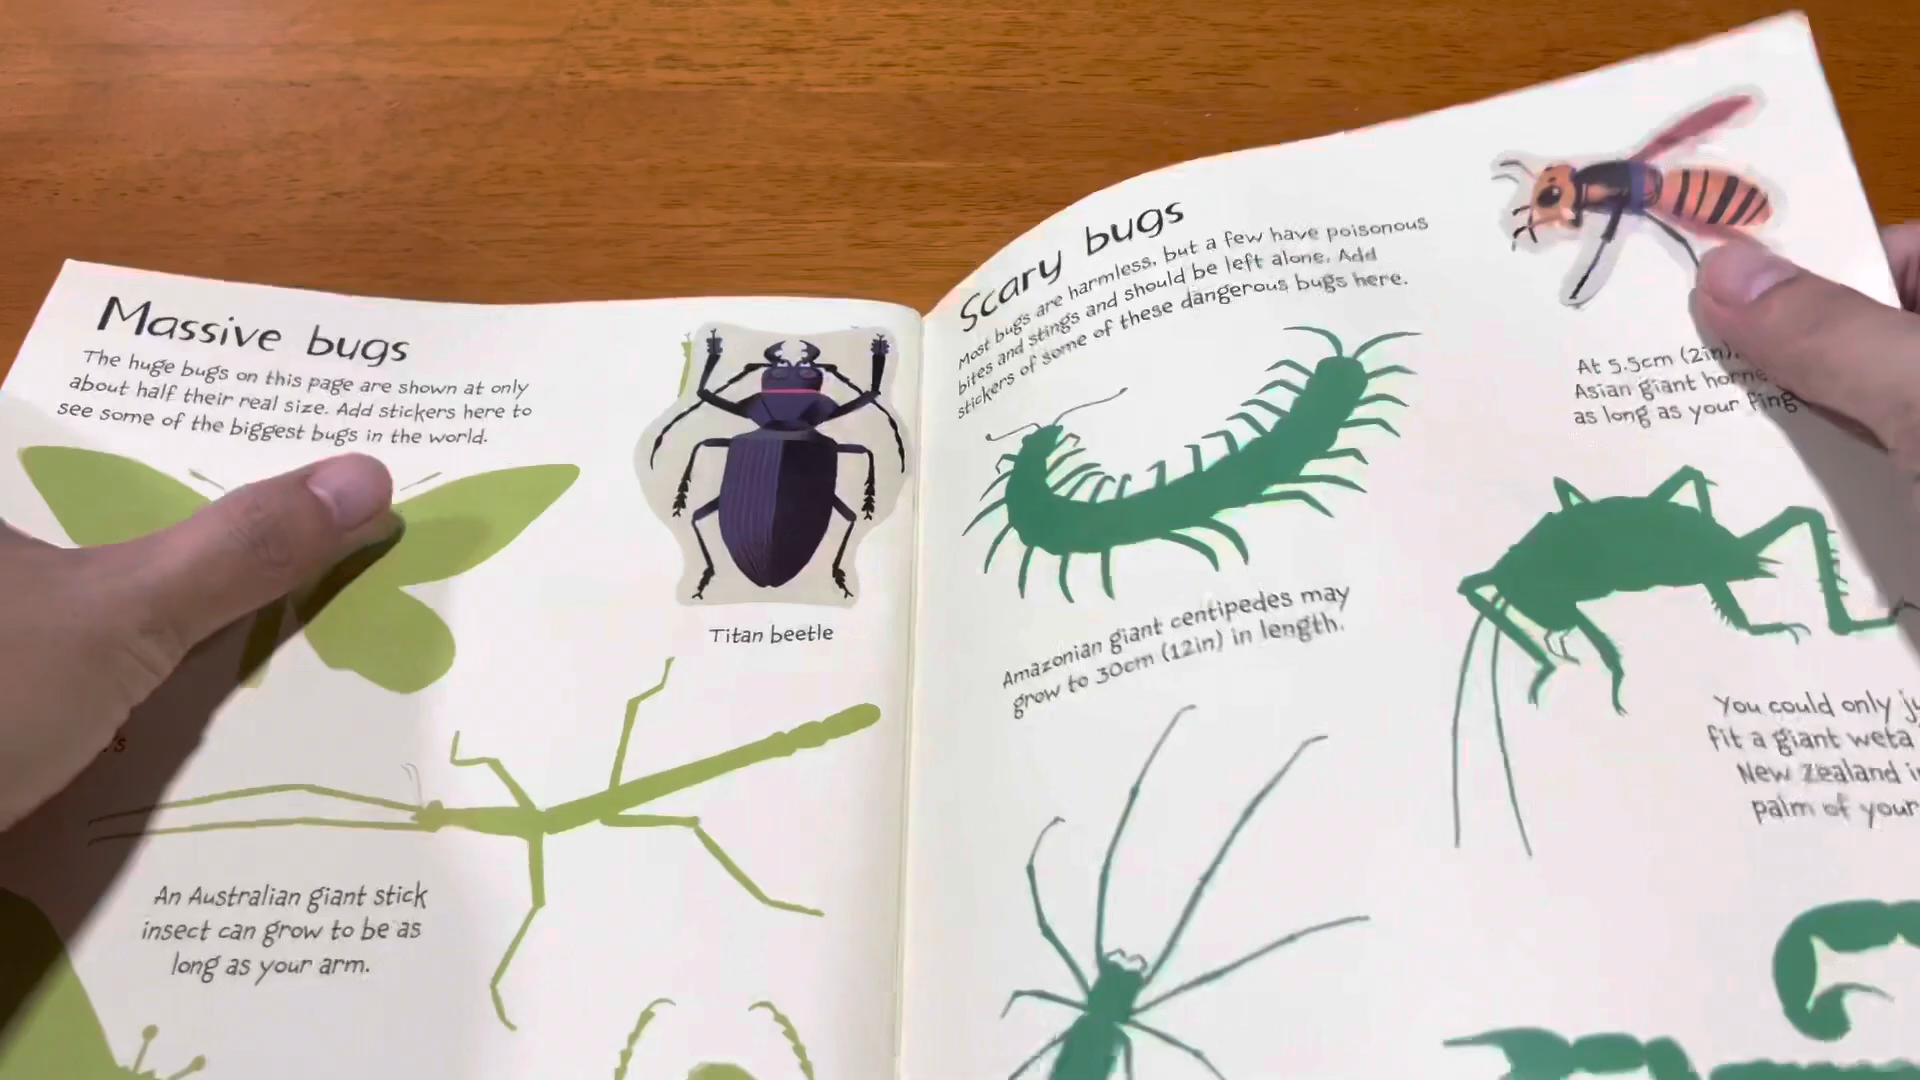 Massive bugs
The huge bugs on this page are shown at only
about half their real size. Add stickers here to
see some of the biggest bugs in the world.
Titan beetle
An Australian giant stick
insect can grow to be as
long as your arm.
Scary bugs
Most bugs are harmless, but a few have poisonous
bites and stings and should be left alone. Add
stickers of some of these dangerous bugs here.
At 5.5cm (2in),
Asian giant
as long as your
Amazonian giant centipedes may
grow to 30cm (12in) in length.
You could only
fit a giant weta
New Zealand
palm of your